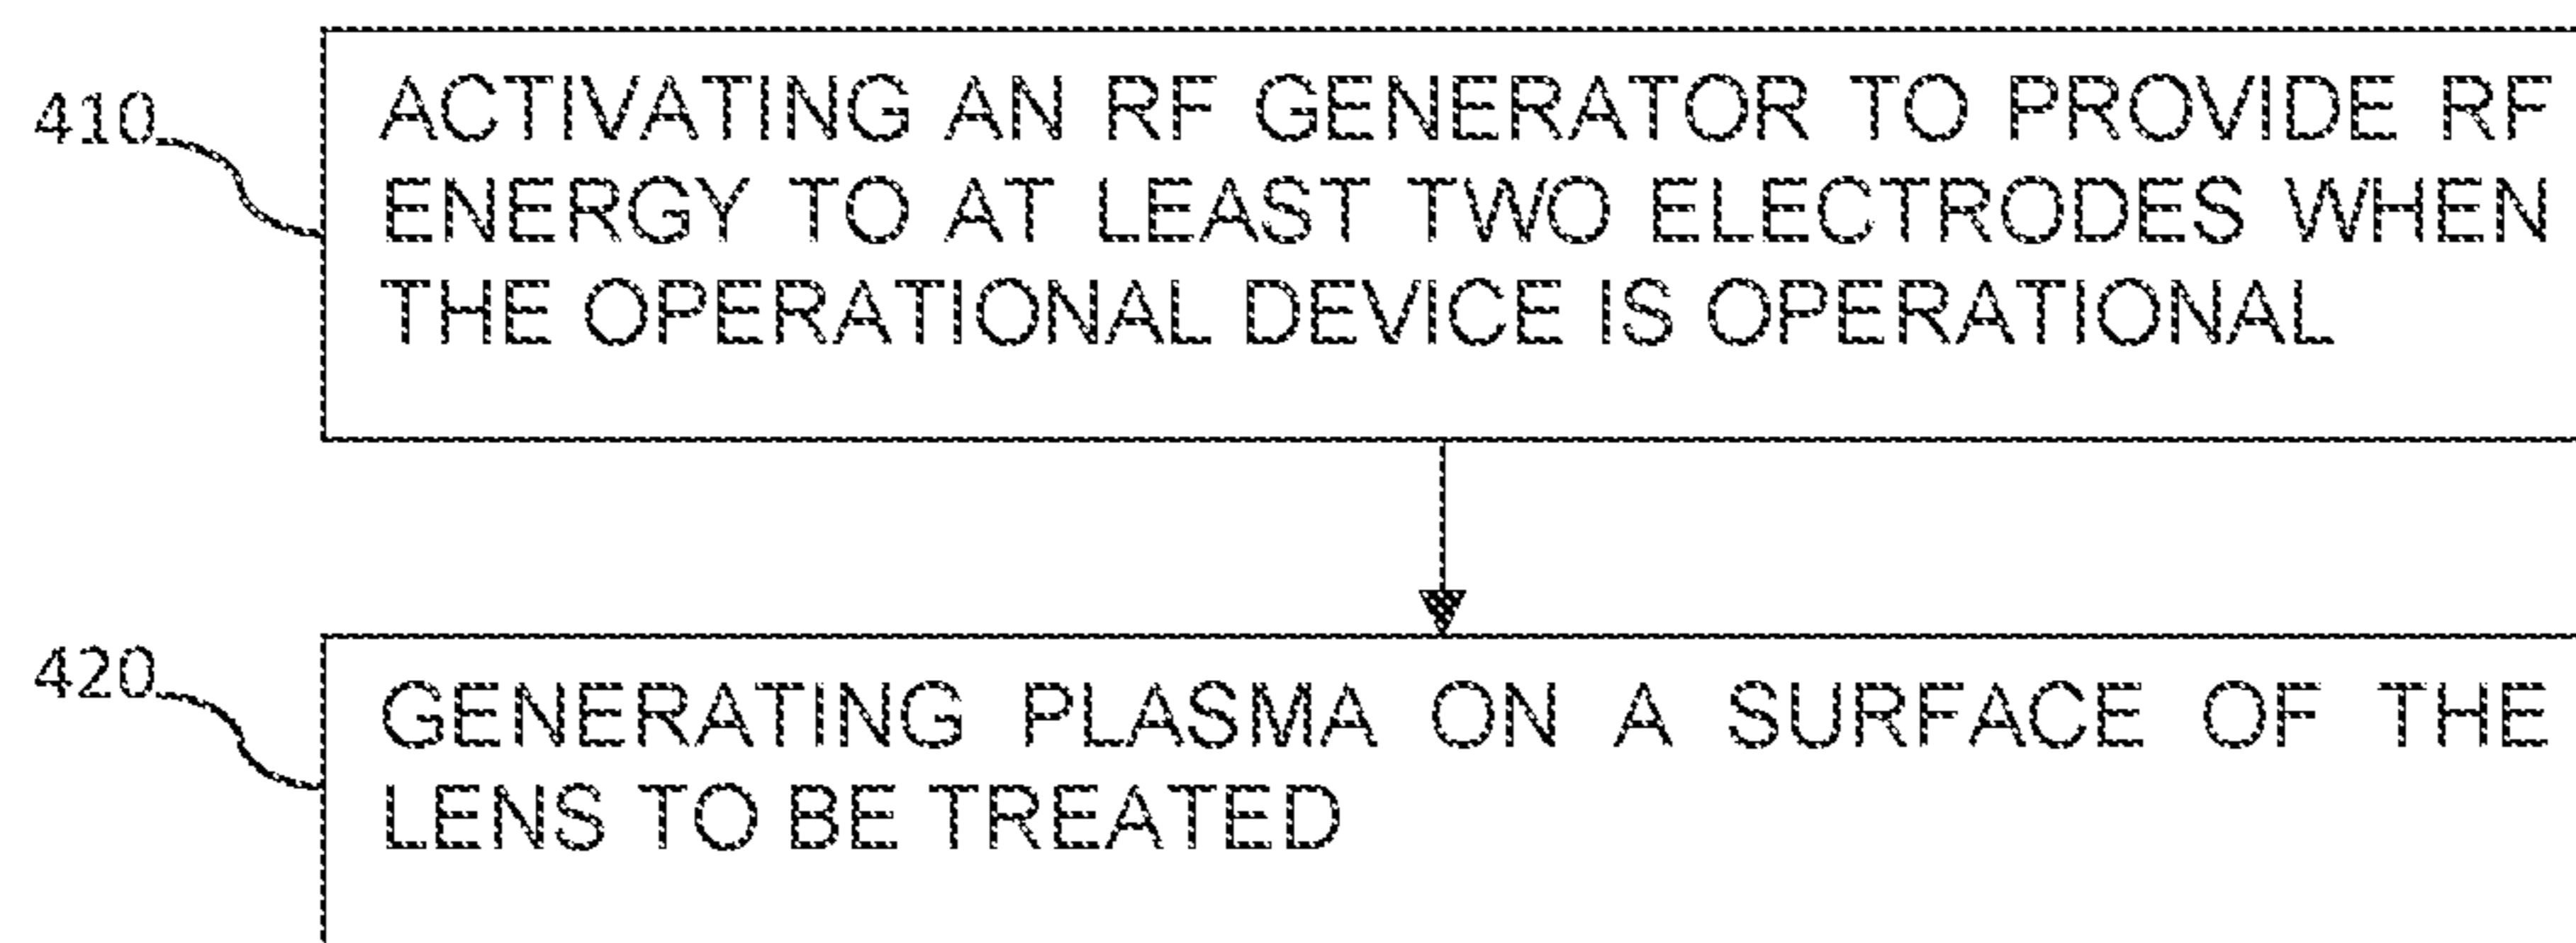 410
ACTIVATING AN RF GENERATOR TO PROVIDE RF
ENERGY TO AT LEAST TWO ELECTRODES WHEN
THE OPERATIONAL DEVICE IS OPERATIONAL
420
GENERATING PLASMA ON A SURFACE OF THE
LENS TO BE TREATED